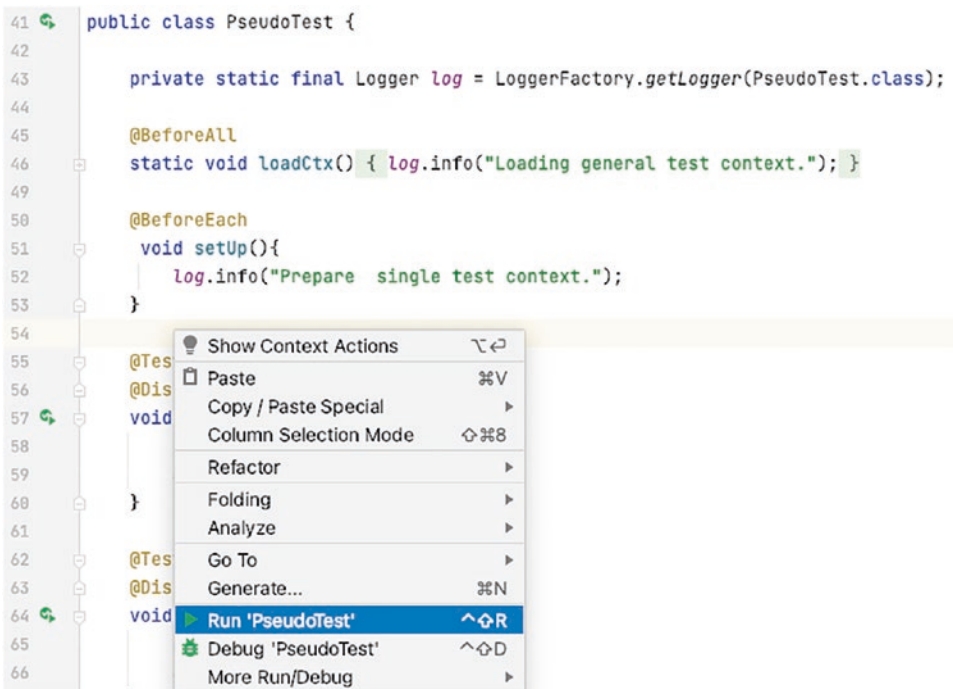 41 public class PseudoTest {
42
43 private static final Logger log = LoggerFactory.getLogger(PseudoTest.class);
44
45 @BeforeAll
46 static void loadCtx() { log.info("Loading general test context."); }
49
50 @BeforeEach
51 void setUp(){
52 log.info("Prepare  single test context.");
53 }
54
Show Context Actions ⌥⏎
55 @Tes
Paste ⌘V
56 @Dis
Copy / Paste Special
57 void
Column Selection Mode ⇧⌘8
58
59
Refactor
60 }
Folding
61
Analyze
62 @Tes
Go To
63 @Dis
Generate... ⌘N
64 void
Run 'PseudoTest' ^⇧R
65
Debug 'PseudoTest' ^⇧D
66
More Run/Debug